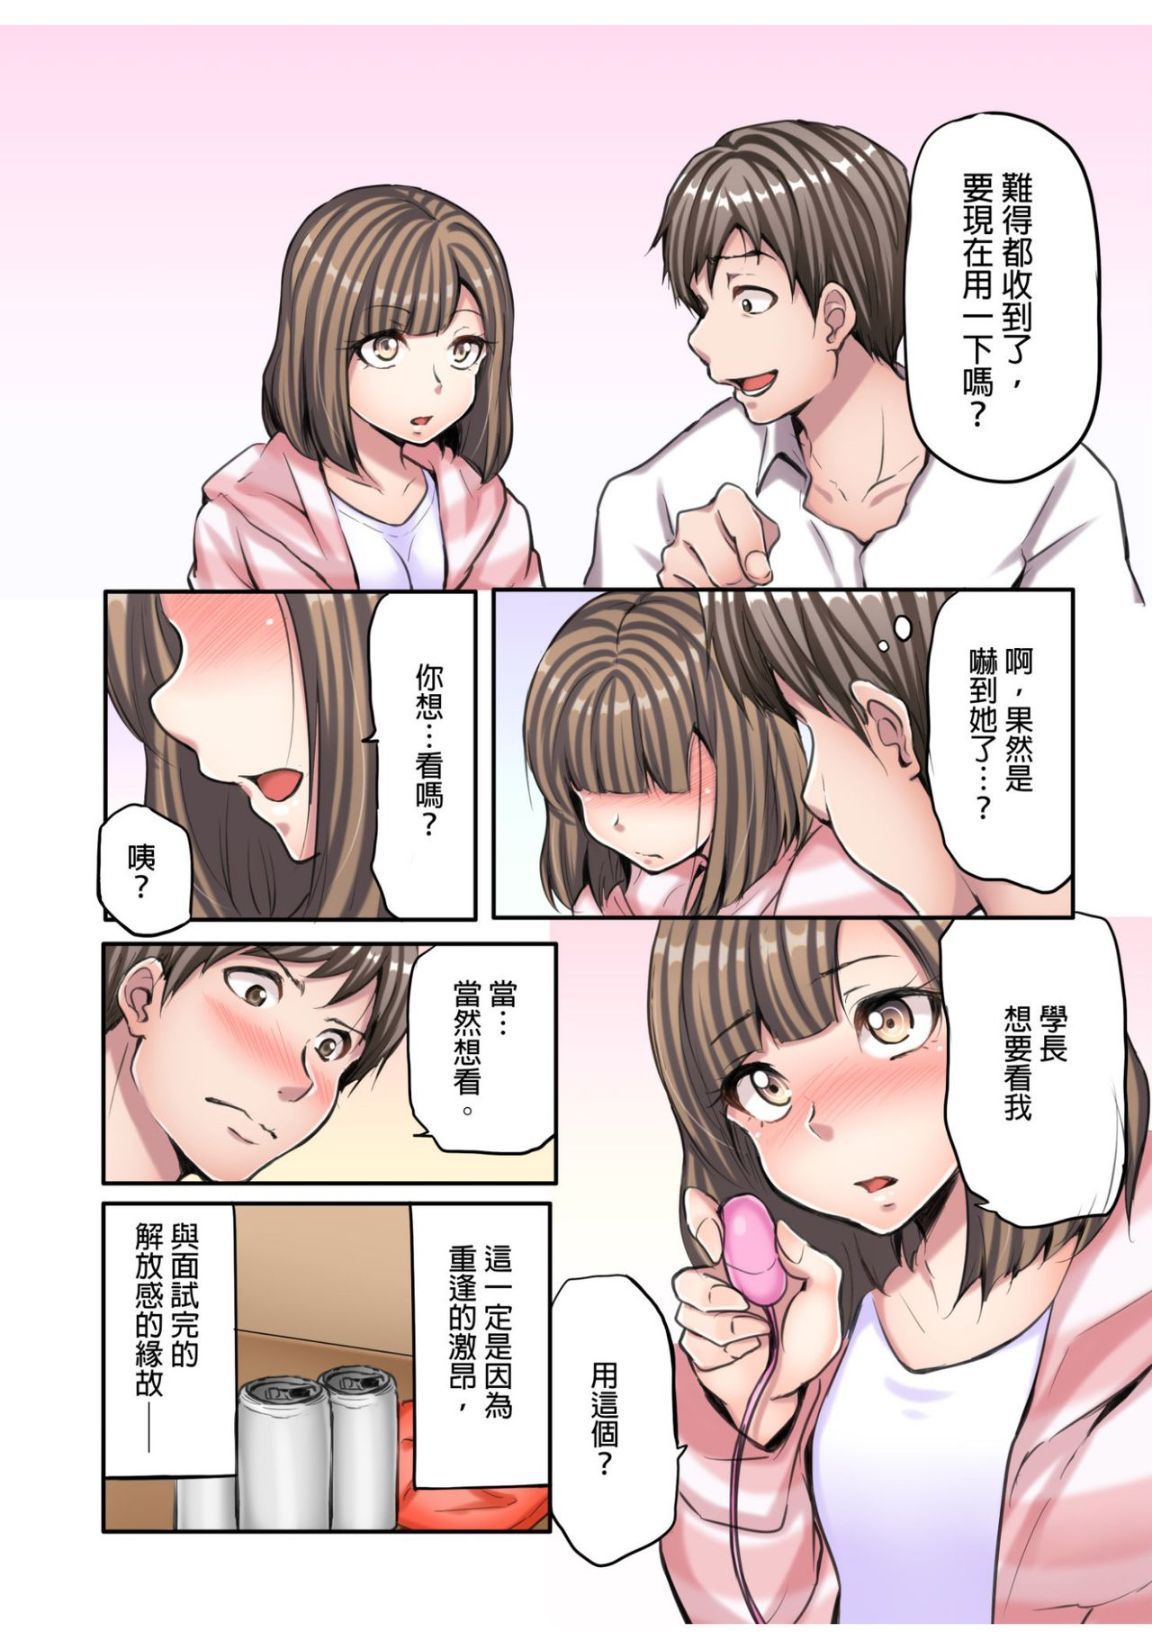 難得都收到了，
要現在用一下嗎？
啊，果然是
嚇到她了…？
你想…看嗎？
咦？
學長
想要看我
用這個？
當…
當然想看。
這一定是因為
重逢的激昂，
與面試完的
解放感的緣故——